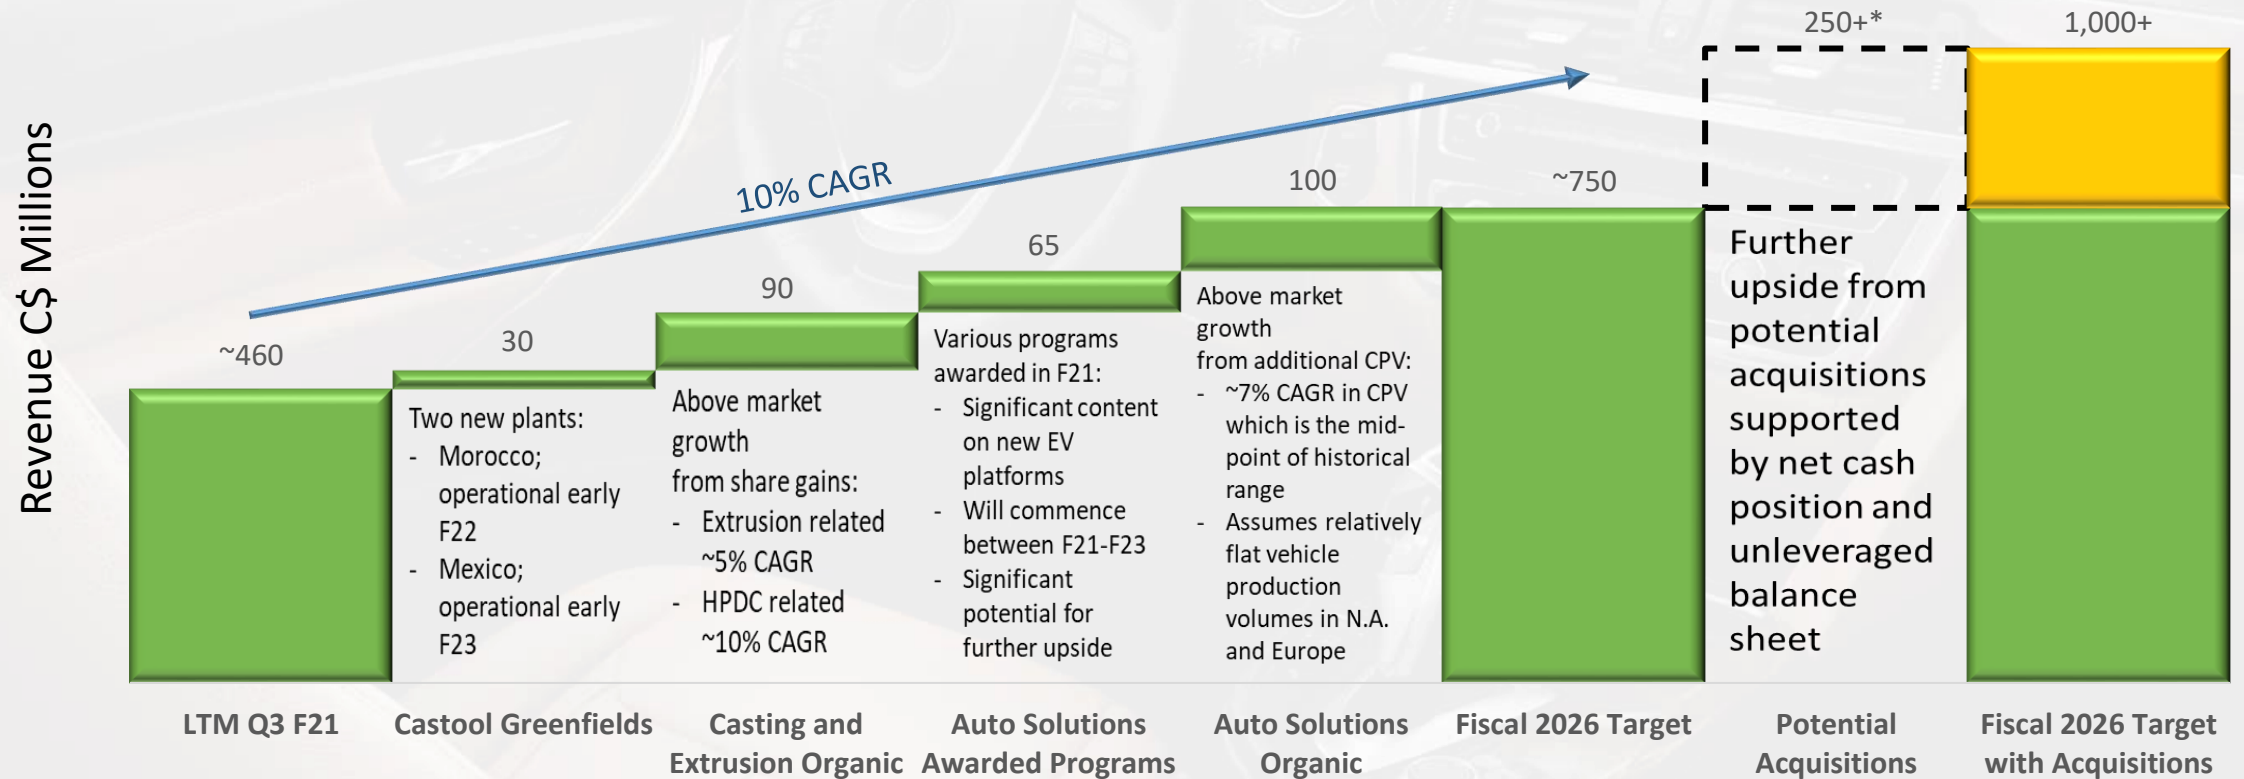 Revenue C$ Millions
10% CAGR
~460
30
90
65
100
~750
250+*
1,000+
Two new plants:
- Morocco;
operational early
F22
- Mexico;
operational early
F23
Above market
growth
from share gains:
- Extrusion related
~5% CAGR
- HPDC related
~10% CAGR
Various programs
awarded in F21:
- Significant content
on new EV
platforms
- Will commence
between F21-F23
- Significant
potential for
further upside
Above market
growth
from additional CPV:
- ~7% CAGR in CPV
which is the mid-
point of historical
range
- Assumes relatively
flat vehicle
production
volumes in N.A.
and Europe
Further
upside from
potential
acquisitions
supported
by net cash
position and
unleveraged
balance
sheet
LTM Q3 F21
Castool Greenfields
Casting and
Extrusion Organic
Auto Solutions
Awarded Programs
Auto Solutions
Organic
Fiscal 2026 Target
Potential
Acquisitions
Fiscal 2026 Target
with Acquisitions